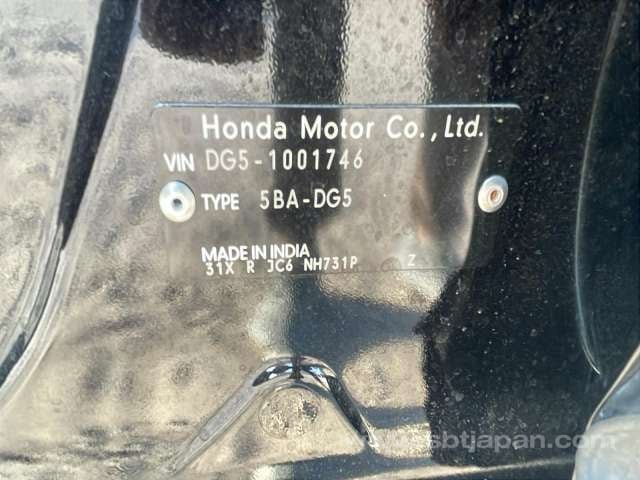 Honda Motor Co., Ltd.
VIN DG5-1001746
TYPE 5BA-DG5
MADE IN INDIA
31X R JC6 NH731P Z
sbtjapan.com